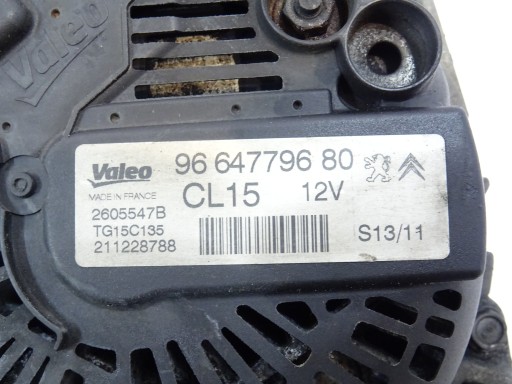 Valeo
Valeo 96 647796 80
MADE IN FRANCE CL15 12V
2605547B
TG15C135
211228788
S13/11